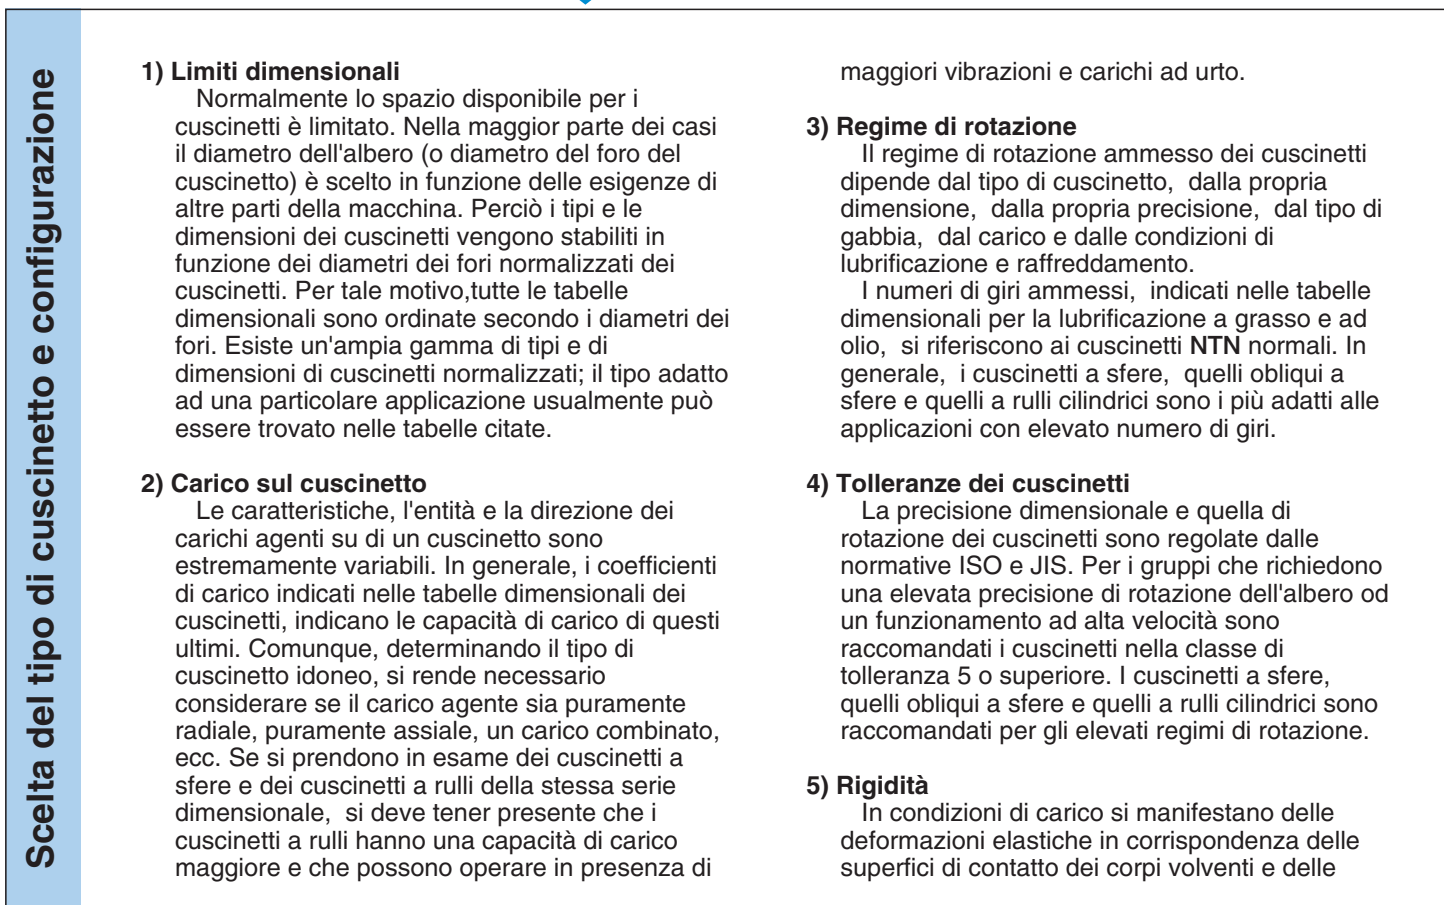 Scelta del tipo di cuscinetto e configurazione
1) Limiti dimensionali
Normalmente lo spazio disponibile per i
cuscinetti è limitato. Nella maggior parte dei casi
il diametro dell'albero (o diametro del foro del
cuscinetto) è scelto in funzione delle esigenze di
altre parti della macchina. Perciò i tipi e le
dimensioni dei cuscinetti vengono stabiliti in
funzione dei diametri dei fori normalizzati dei
cuscinetti. Per tale motivo,tutte le tabelle
dimensionali sono ordinate secondo i diametri dei
fori. Esiste un'ampia gamma di tipi e di
dimensioni di cuscinetti normalizzati; il tipo adatto
ad una particolare applicazione usualmente può
essere trovato nelle tabelle citate.
2) Carico sul cuscinetto
Le caratteristiche, l'entità e la direzione dei
carichi agenti su di un cuscinetto sono
estremamente variabili. In generale, i coefficienti
di carico indicati nelle tabelle dimensionali dei
cuscinetti, indicano le capacità di carico di questi
ultimi. Comunque, determinando il tipo di
cuscinetto idoneo, si rende necessario
considerare se il carico agente sia puramente
radiale, puramente assiale, un carico combinato,
ecc. Se si prendono in esame dei cuscinetti a
sfere e dei cuscinetti a rulli della stessa serie
dimensionale, si deve tener presente che i
cuscinetti a rulli hanno una capacità di carico
maggiore e che possono operare in presenza di
maggiori vibrazioni e carichi ad urto.
3) Regime di rotazione
Il regime di rotazione ammesso dei cuscinetti
dipende dal tipo di cuscinetto, dalla propria
dimensione, dalla propria precisione, dal tipo di
gabbia, dal carico e dalle condizioni di
lubrificazione e raffreddamento.
I numeri di giri ammessi, indicati nelle tabelle
dimensionali per la lubrificazione a grasso e ad
olio, si riferiscono ai cuscinetti NTN normali. In
generale, i cuscinetti a sfere, quelli obliqui a
sfere e quelli a rulli cilindrici sono i più adatti alle
applicazioni con elevato numero di giri.
4) Tolleranze dei cuscinetti
La precisione dimensionale e quella di
rotazione dei cuscinetti sono regolate dalle
normative ISO e JIS. Per i gruppi che richiedono
una elevata precisione di rotazione dell'albero od
un funzionamento ad alta velocità sono
raccomandati i cuscinetti nella classe di
tolleranza 5 o superiore. I cuscinetti a sfere,
quelli obliqui a sfere e quelli a rulli cilindrici sono
raccomandati per gli elevati regimi di rotazione.
5) Rigidità
In condizioni di carico si manifestano delle
deformazioni elastiche in corrispondenza delle
superfici di contatto dei corpi volventi e delle